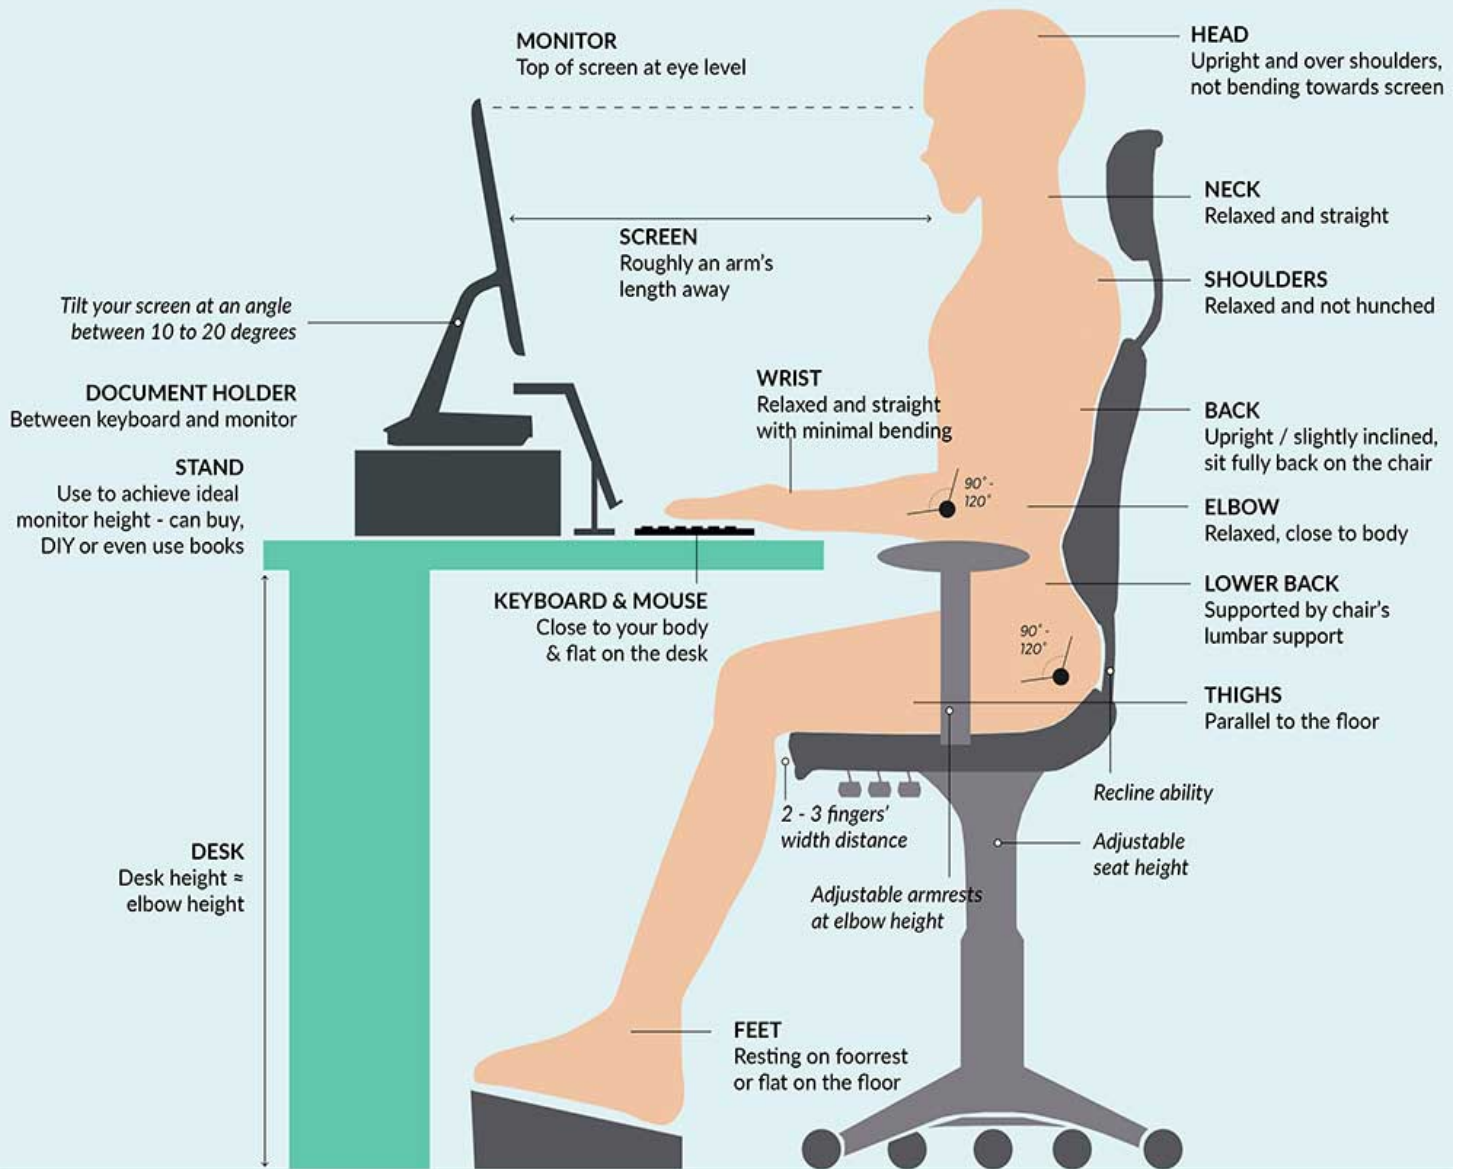 MONITOR
Top of screen at eye level
HEAD
Upright and over shoulders,
not bending towards screen
NECK
Relaxed and straight
SCREEN
Roughly an arm's
length away
SHOULDERS
Relaxed and not hunched
Tilt your screen at an angle
between 10 to 20 degrees
DOCUMENT HOLDER
Between keyboard and monitor
WRIST
Relaxed and straight
with minimal bending
BACK
Upright / slightly inclined,
sit fully back on the chair
STAND
Use to achieve ideal
monitor height - can buy,
DIY or even use books
90° -
120°
ELBOW
Relaxed, close to body
KEYBOARD & MOUSE
Close to your body
& flat on the desk
LOWER BACK
Supported by chair's
lumbar support
90° -
120°
THIGHS
Parallel to the floor
2 - 3 fingers'
width distance
Recline ability
Adjustable
seat height
DESK
Desk height ≈
elbow height
Adjustable armrests
at elbow height
FEET
Resting on foorrest
or flat on the floor